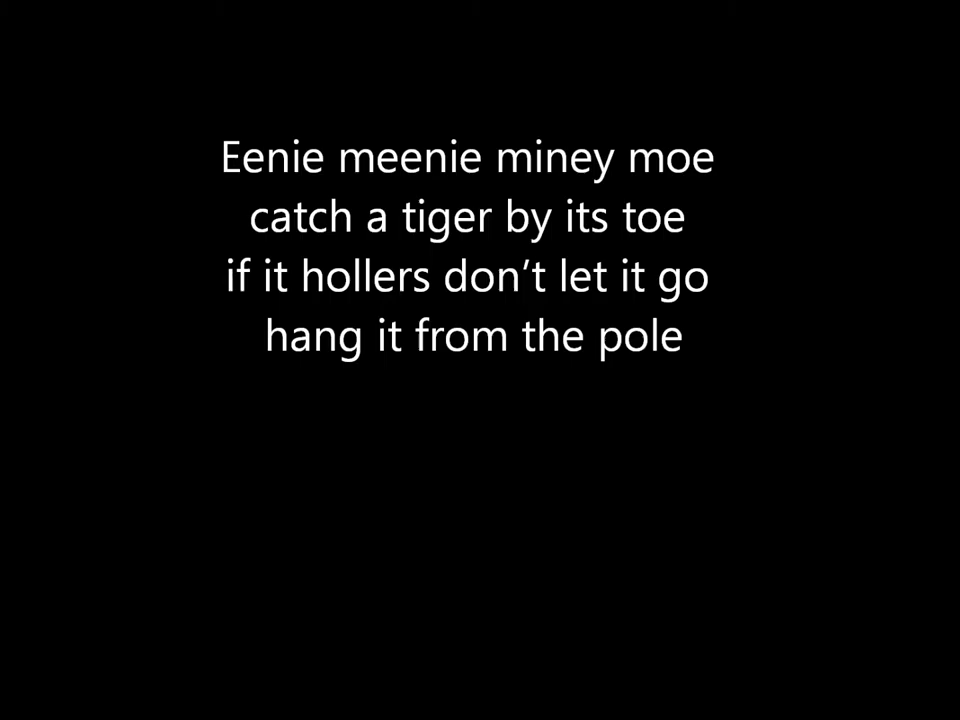 Eenie meenie miney moe
catch a tiger by its toe
if it hollers don’t let it go
hang it from the pole